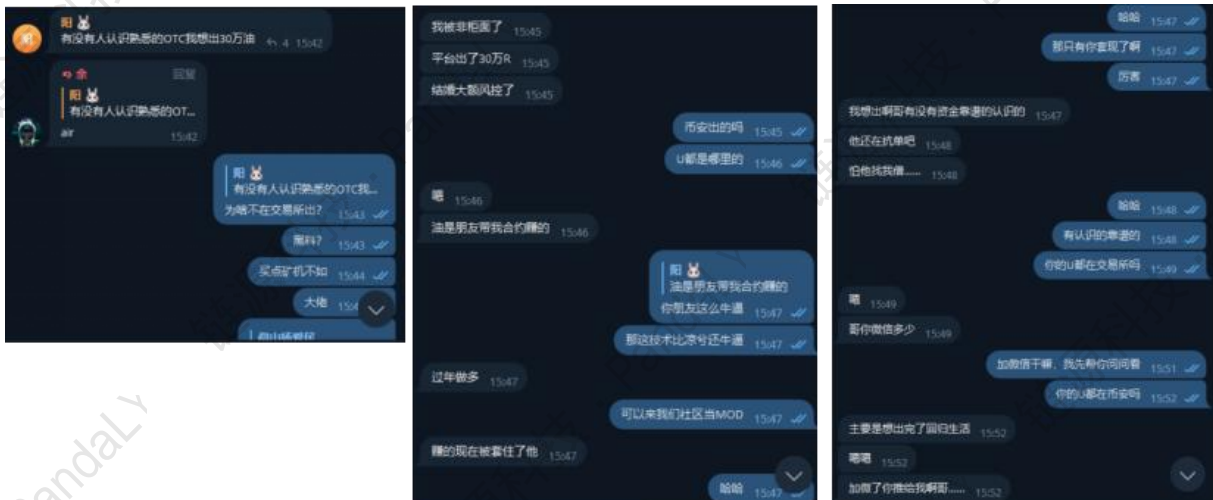 阳
有没有人认识熟悉的OTC我想出30万油 4 15:42
余 回复
阳
有没有人认识熟悉的OT...
air 15:42
阳
有没有人认识熟悉的OTC我...
为啥不在交易所出? 15:43
黑料? 15:43
买点矿机不如 15:44
大佬 15:4
我被非柜面了 15:45
平台出了30万R 15:45
结婚大额风控了 15:45
币安出的吗 15:45
U都是哪里的 15:46
嗯 15:46
油是朋友带我合约赚的 15:46
阳
油是朋友带我合约赚的
你朋友这么牛逼 15:47
那这技术比凉兮还牛逼 15:47
过年做多 15:47
可以来我们社区当MOD 15:47
赚的现在被套住了他 15:47
哈哈 15:47
哈哈 15:47
那只有你套现了啊 15:47
厉害 15:47
我想出啊哥有没有资金靠谱的认识的 15:47
他还在抗单吧 15:48
怕他找我借...... 15:48
哈哈 15:48
有认识的靠谱的 15:48
你的U都在交易所吗 15:49
嗯 15:49
哥你微信多少 15:49
加微信干嘛，我先帮你问问看 15:51
你的U都在币安吗 15:52
主要是想出完了回归生活 15:52
嗯嗯 15:52
加微了你推给我啊哥...... 15:52
PandaLY